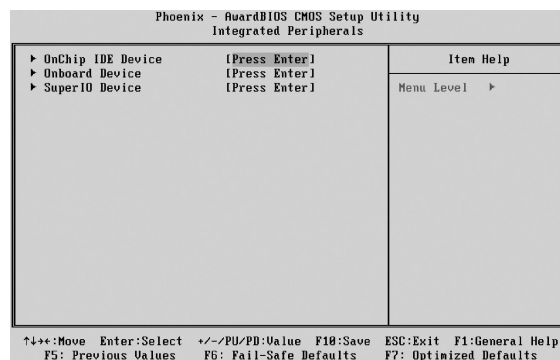 Phoenix - AwardBIOS CMOS Setup Utility
Integrated Peripherals
▶ OnChip IDE Device [Press Enter] Item Help
▶ Onboard Device [Press Enter]
▶ SuperIO Device [Press Enter] Menu Level ▶
↑↓→←:Move Enter:Select +/-/PU/PD:Value F10:Save ESC:Exit F1:General Help
F5: Previous Values F6: Fail-Safe Defaults F7: Optimized Defaults